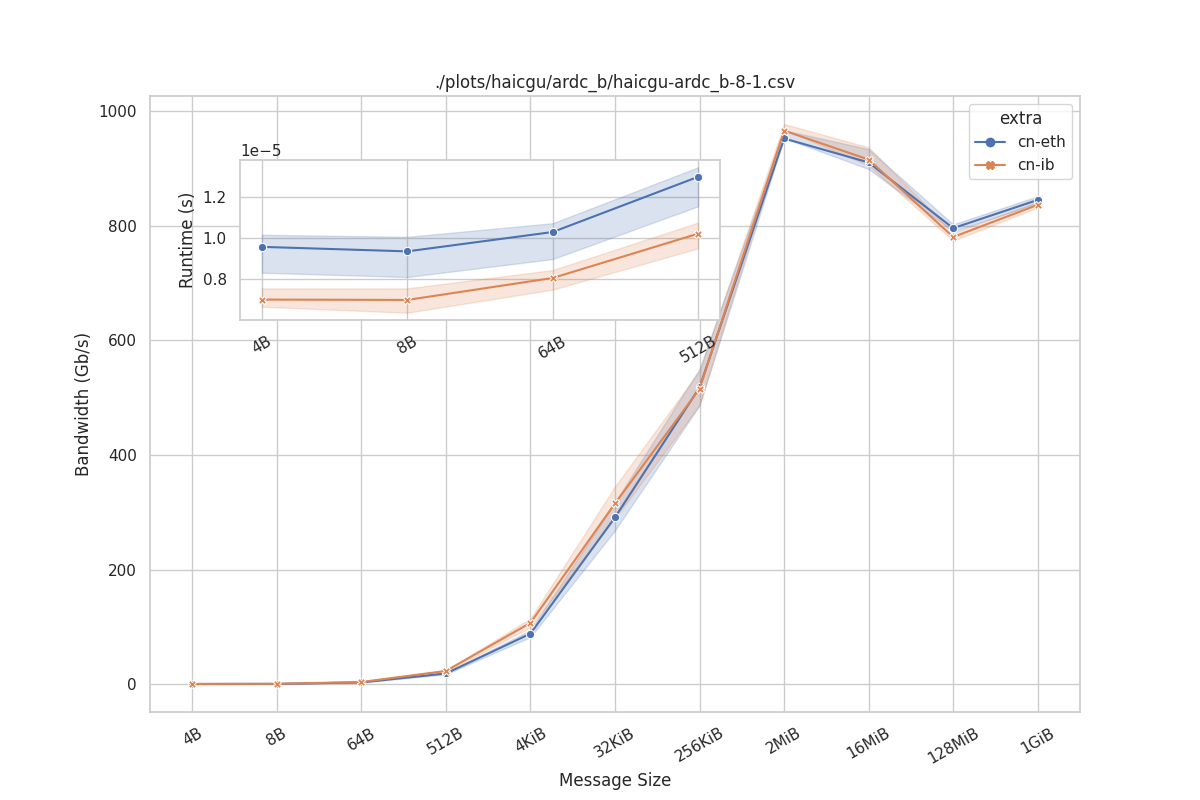 ./plots/haicgu/ardc_b/haicgu-ardc_b-8-1.csv
1000
800
600
400
200
0
Bandwidth (Gb/s)
extra
cn-eth
cn-ib
1e−5
1.2
1.0
0.8
Runtime (s)
4B
8B
64B
512B
4B
8B
64B
512B
4KiB
32KiB
256KiB
2MiB
16MiB
128MiB
1GiB
Message Size